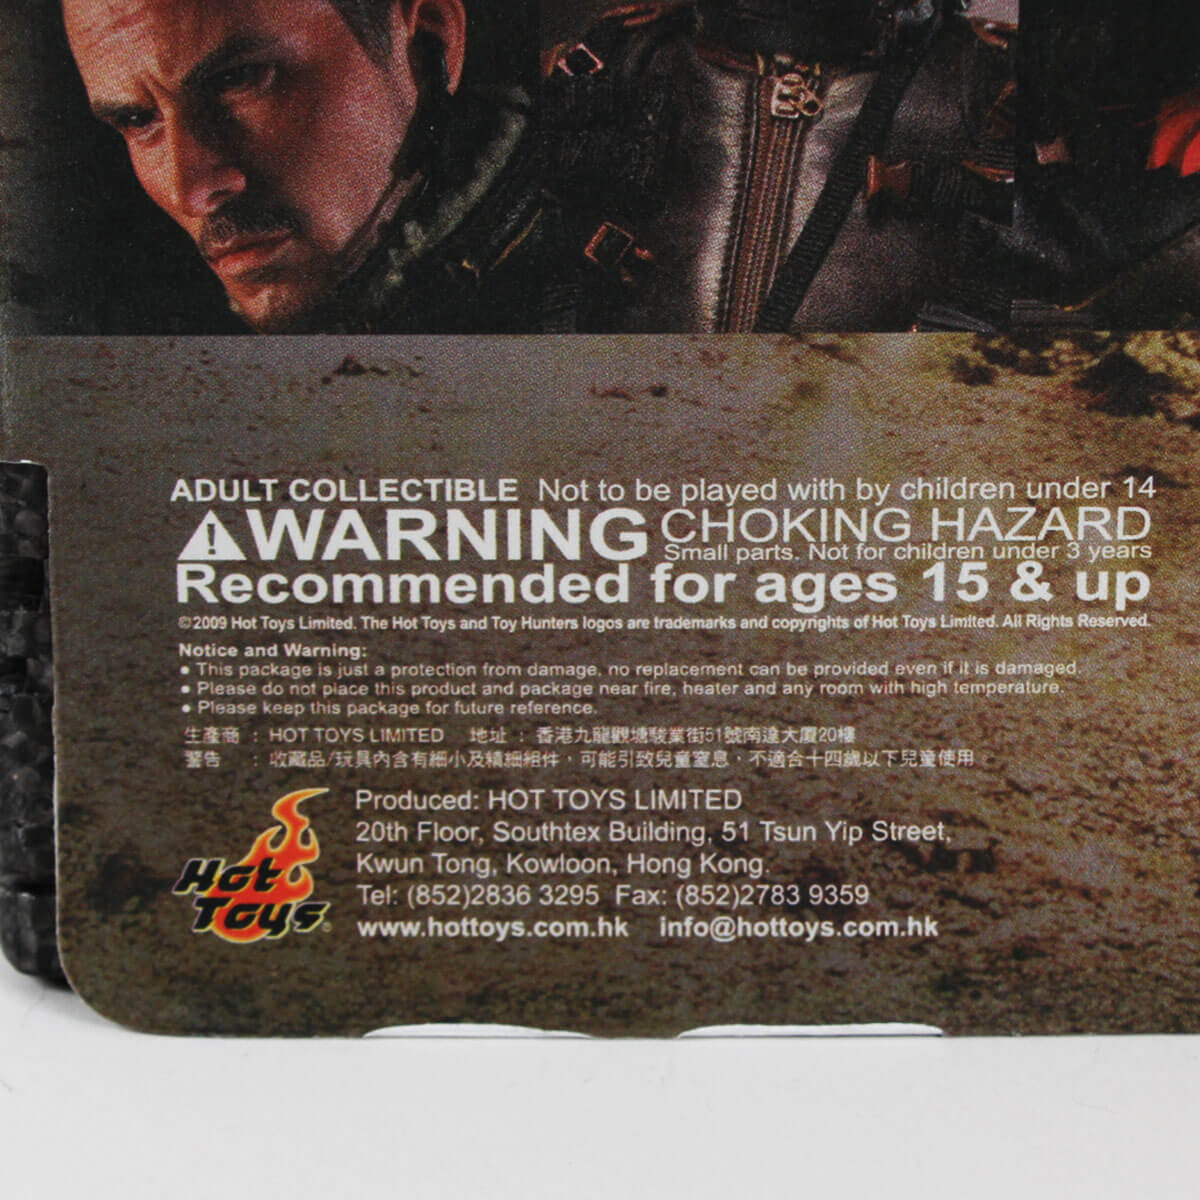 ADULT COLLECTIBLE Not to be played with by children under 14
WARNING CHOKING HAZARD
Small parts. Not for children under 3 years
Recommended for ages 15 & up
©2009 Hot Toys Limited. The Hot Toys and Toy Hunters logos are trademarks and copyrights of Hot Toys Limited. All Rights Reserved.
Notice and Warning:
● This package is just a protection from damage, no replacement can be provided even if it is damaged.
● Please do not place this product and package near fire, heater and any room with high temperature.
● Please keep this package for future reference.
生產商 : HOT TOYS LIMITED 地址 : 香港九龍觀塘駿業街51號南達大廈20樓
警告 : 收藏品/玩具內含有細小及精細組件，可能引致兒童窒息，不適合十四歲以下兒童使用
Produced: HOT TOYS LIMITED
20th Floor, Southtex Building, 51 Tsun Yip Street,
Kwun Tong, Kowloon, Hong Kong.
Tel: (852)2836 3295 Fax: (852)2783 9359
www.hottoys.com.hk info@hottoys.com.hk
Hot
Toys®